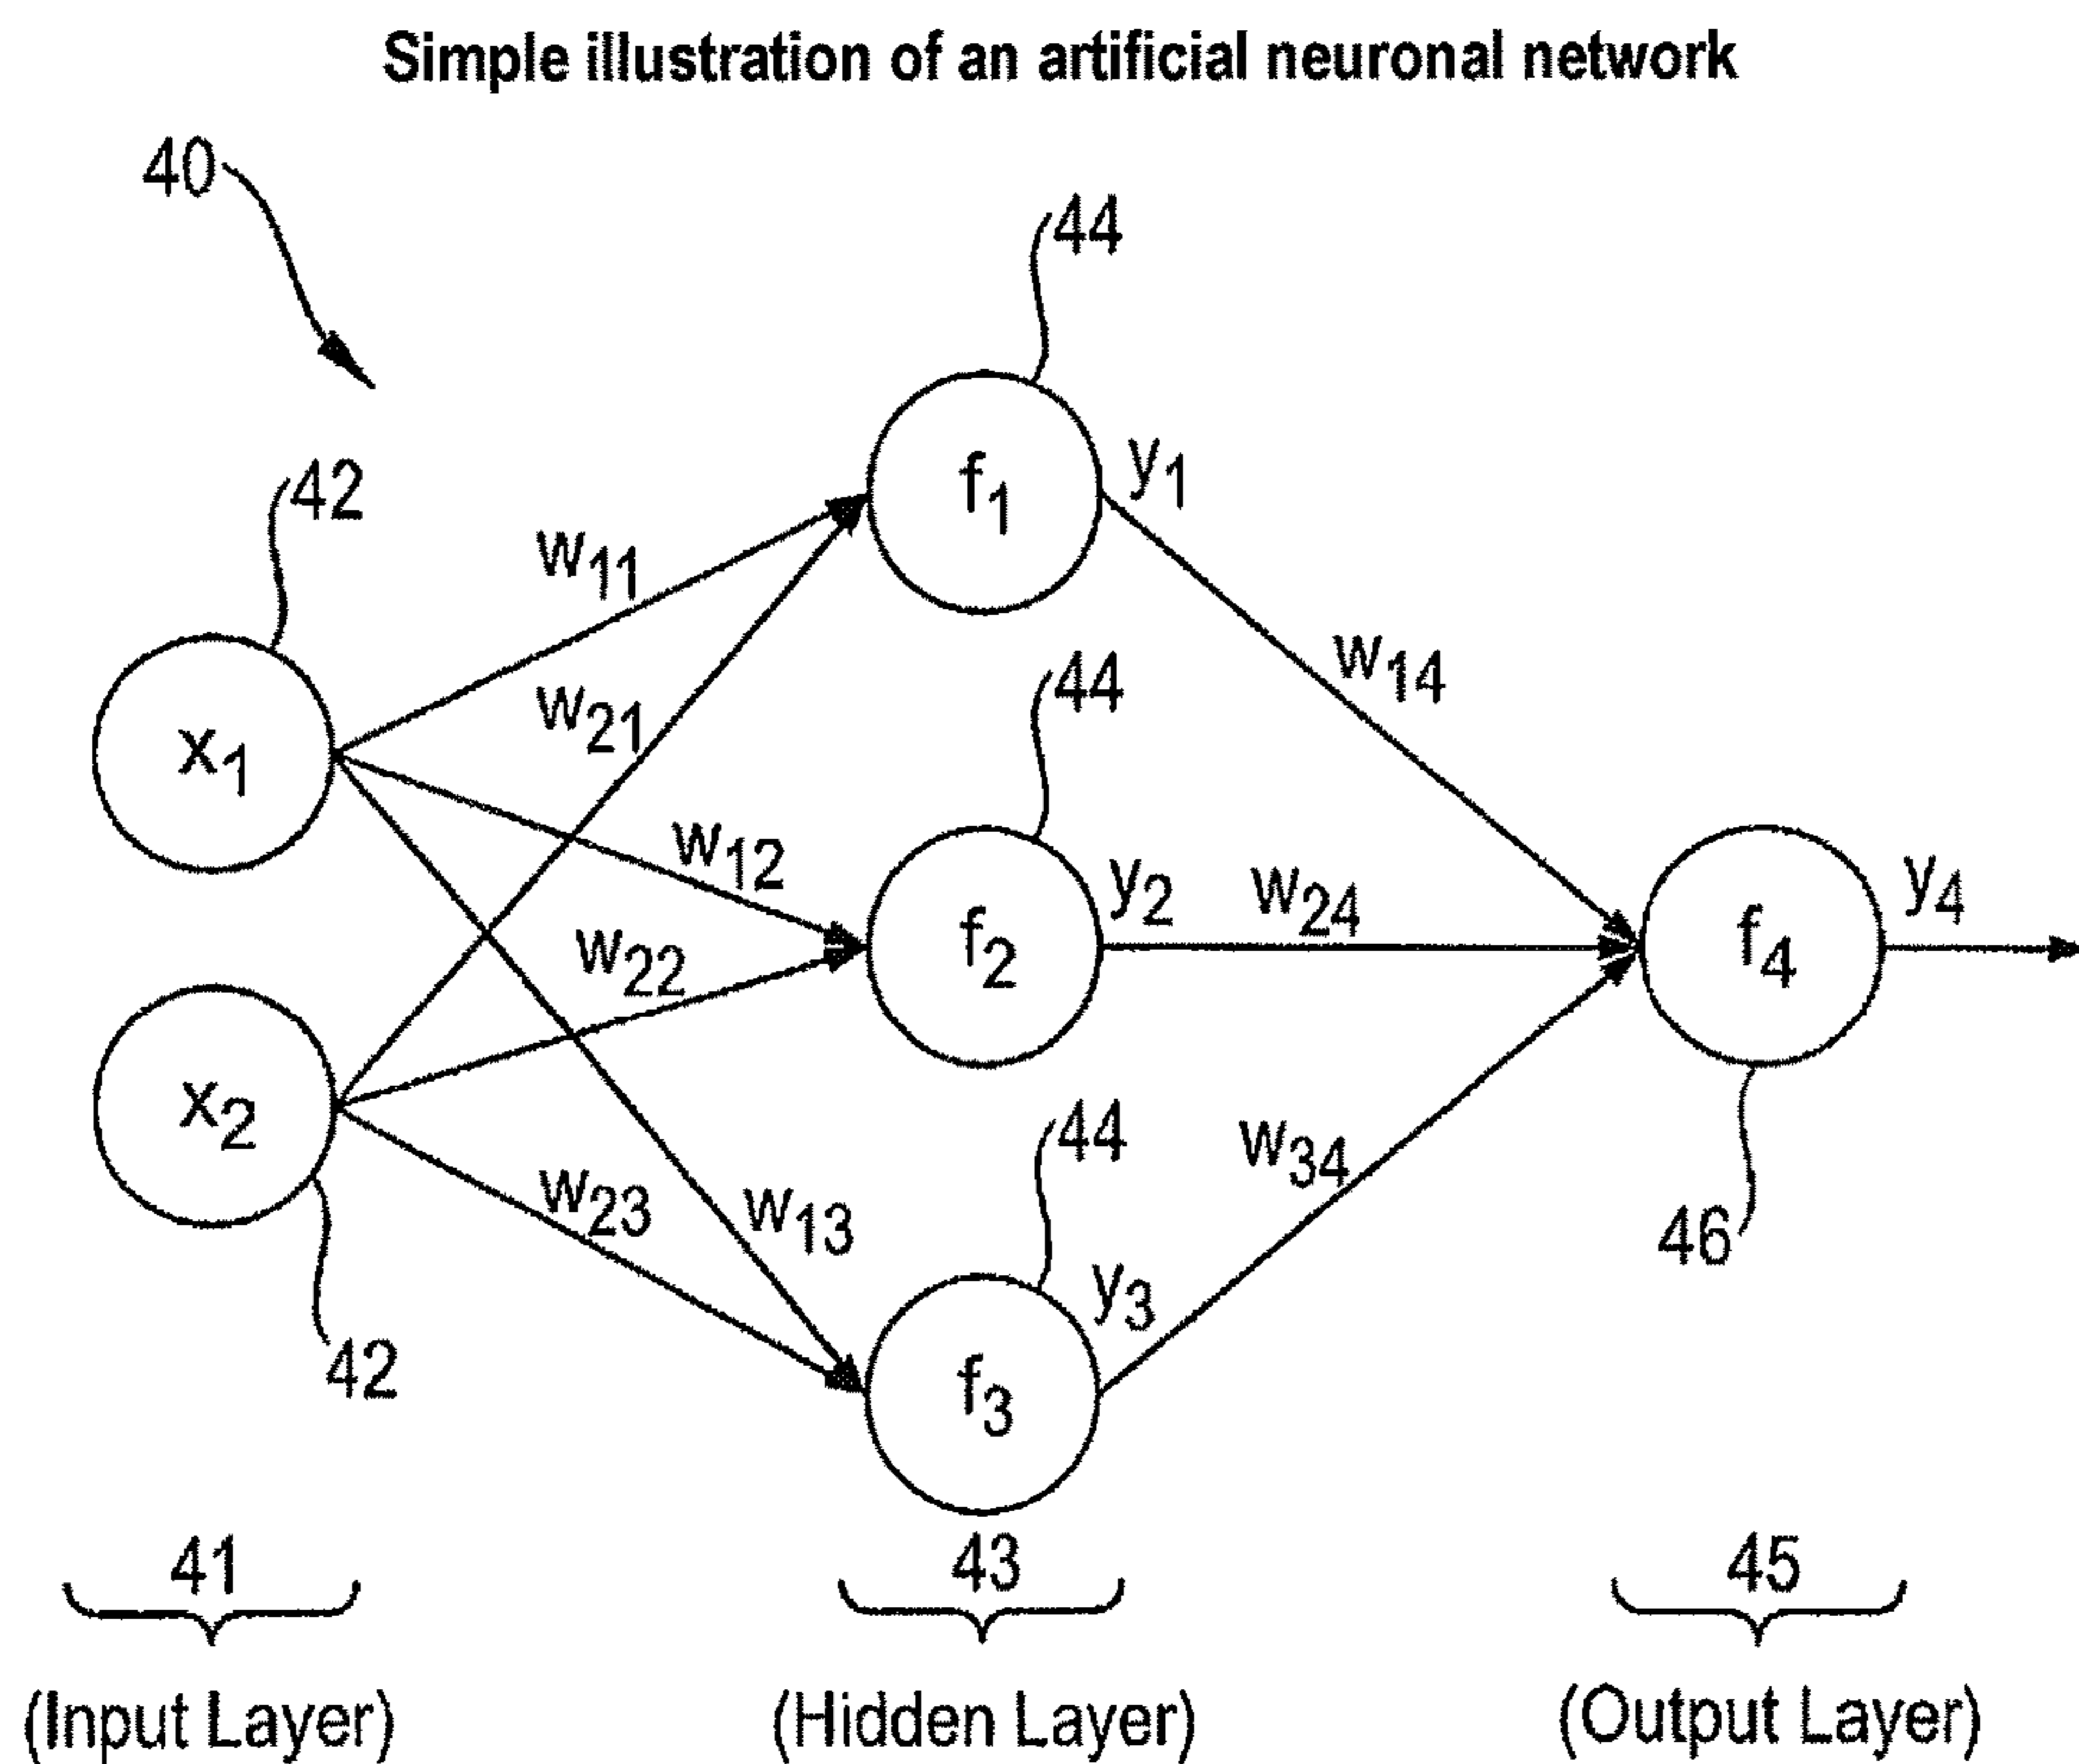 Simple illustration of an artificial neuronal network
40
44
42
f1
y1
w11
w14
w21
44
x1
w12
y2
w24
y4
f2
f4
w22
x2
44
w34
w23
w13
46
y3
42
f3
41
43
45
(Input Layer)
(Hidden Layer)
(Output Layer)